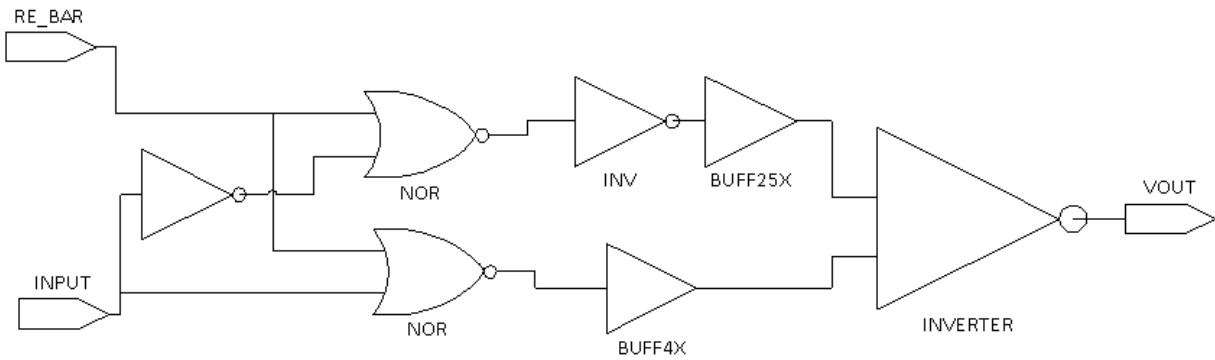 RE_BAR
NOR
INV
BUFF25X
VOUT
INPUT
NOR
BUFF4X
INVERTER